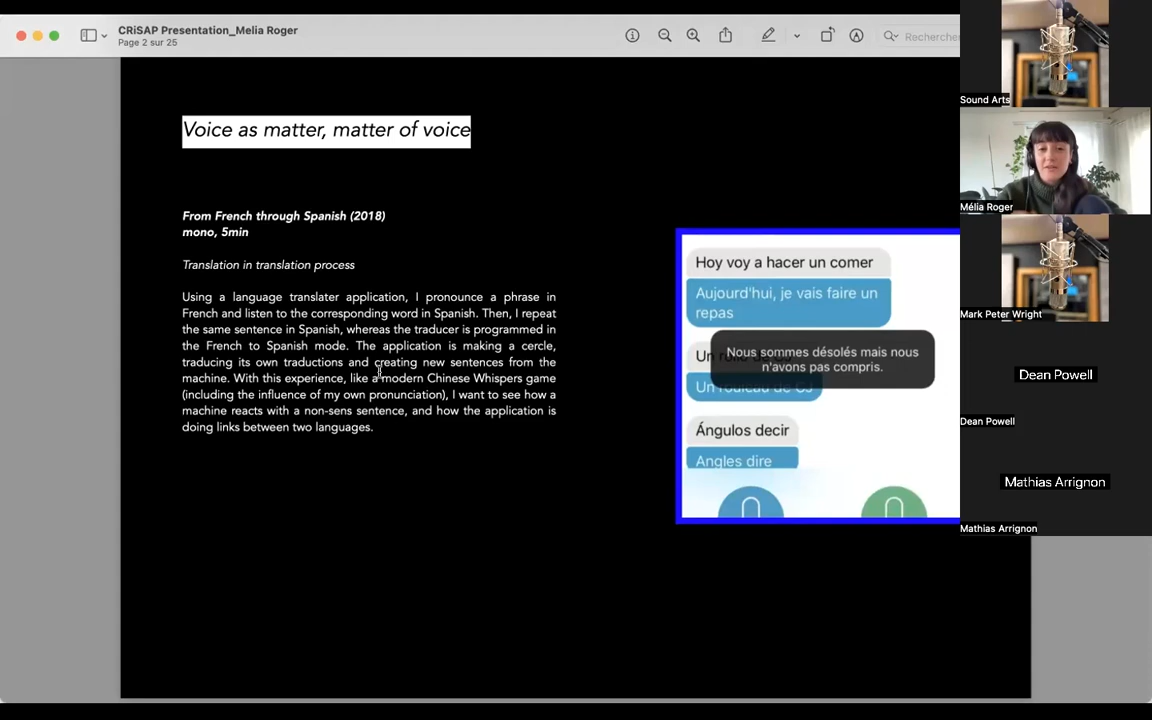 CRiSAP Presentation_Melia Roger
Page 2 sur 25
Rechercher
Voice as matter, matter of voice
From French through Spanish (2018)
mono, 5min
Translation in translation process
Using a language translater application, I pronounce a phrase in
French and listen to the corresponding word in Spanish. Then, I repeat
the same sentence in Spanish, whereas the traducer is programmed in
the French to Spanish mode. The application is making a cercle,
traducing its own traductions and creating new sentences from the
machine. With this experience, like a modern Chinese Whispers game
(including the influence of my own pronunciation), I want to see how a
machine reacts with a non-sens sentence, and how the application is
doing links between two languages.
Hoy voy a hacer un comer
Aujourd'hui, je vais faire un
repas
Nous sommes désolés mais nous
n'avons pas compris.
Ángulos decir
Angles dire
Sound Arts
Mélia Roger
Mark Peter Wright
Dean Powell
Dean Powell
Mathias Arrignon
Mathias Arrignon